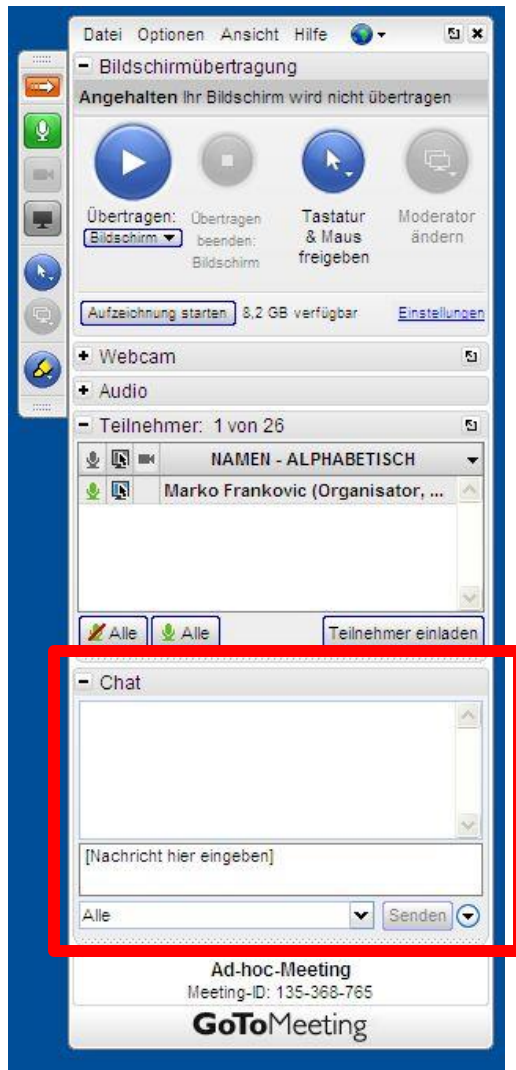 Datei Optionen Ansicht Hilfe
Bildschirmübertragung
Angehalten Ihr Bildschirm wird nicht übertragen
Übertragen:
Bildschirm
Übertragen
beenden:
Bildschirm
Tastatur
& Maus
freigeben
Moderator
ändern
Aufzeichnung starten 8,2 GB verfügbar Einstellungen
Webcam
Audio
Teilnehmer: 1 von 26
NAMEN - ALPHABETISCH
Marko Frankovic (Organisator, ...
Alle Alle Teilnehmer einladen
Chat
[Nachricht hier eingeben]
Alle Senden
Ad-hoc-Meeting
Meeting-ID: 135-368-765
GoToMeeting